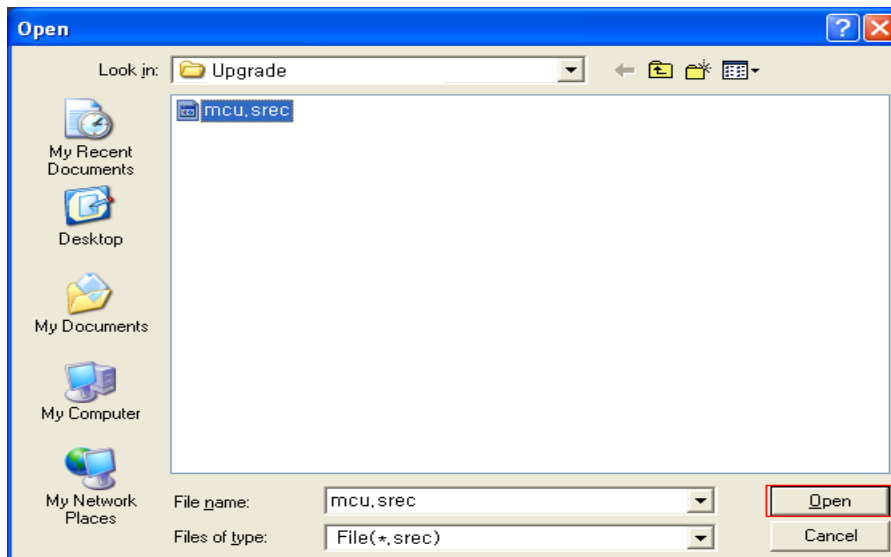 Open
Look in:
Upgrade
mcu.srec
My Recent
Documents
Desktop
My Documents
My Computer
My Network
Places
File name:
mcu.srec
Open
Files of type:
File(*.srec)
Cancel